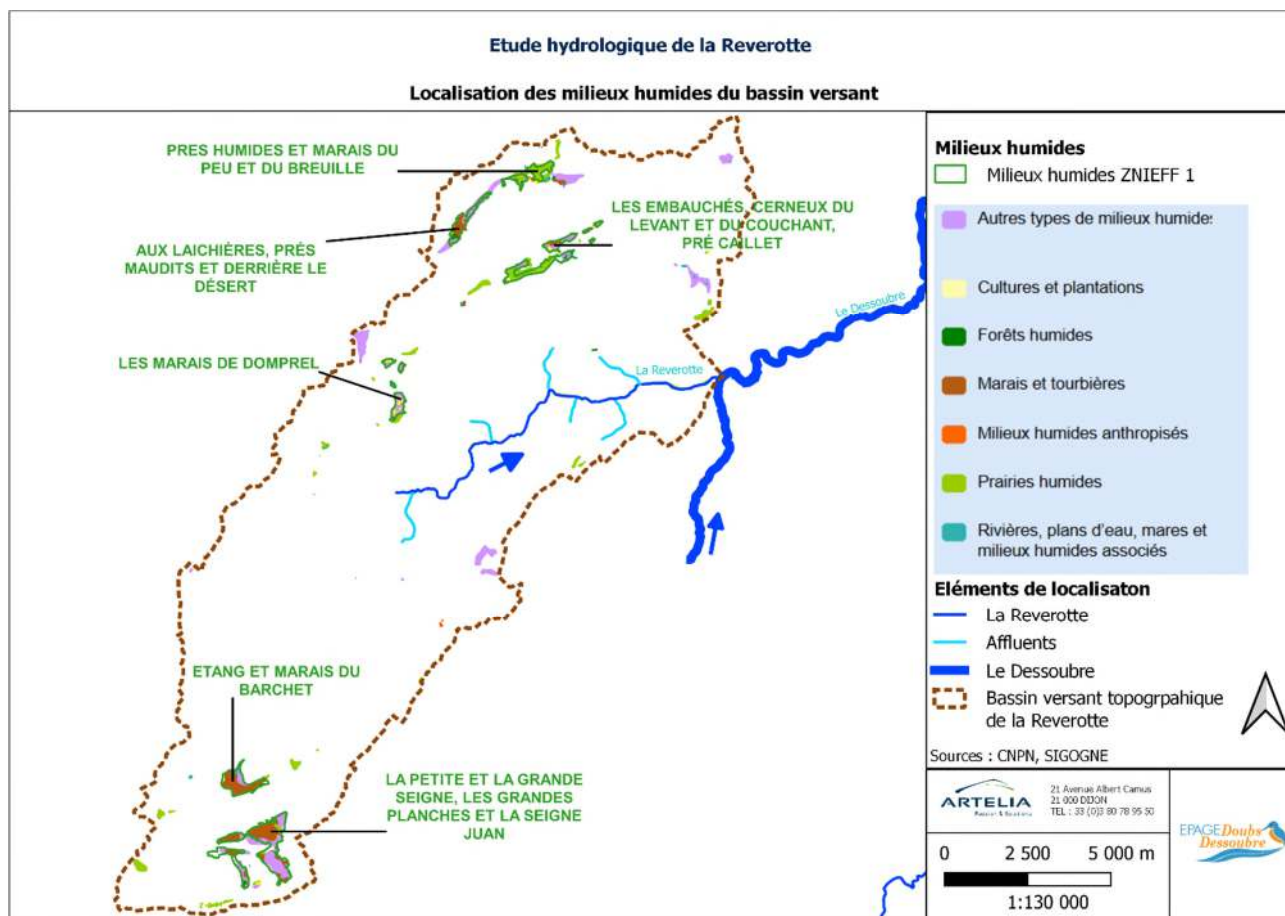 Etude hydrologique de la Reverotte
Localisation des milieux humides du bassin versant
PRES HUMIDES ET MARAIS DU
PEU ET DU BREUILLE
LES EMBAUCHÉS, CERNEUX DU
LEVANT ET DU COUCHANT,
PRÉ CAILLET
AUX LAICHIÈRES, PRÉS
MAUDITS ET DERRIÈRE LE
DÉSERT
LES MARAIS DE DOMPREL
La Reverotte
Le Dessoubre
ETANG ET MARAIS DU
BARCHET
LA PETITE ET LA GRANDE
SEIGNE, LES GRANDES
PLANCHES ET LA SEIGNE
JUAN
Milieux humides
Milieux humides ZNIEFF 1
Autres types de milieux humides
Cultures et plantations
Forêts humides
Marais et tourbières
Milieux humides anthropisés
Prairies humides
Rivières, plans d'eau, mares et
milieux humides associés
Eléments de localisaton
La Reverotte
Affluents
Le Dessoubre
Bassin versant topogrpahique
de la Reverotte
Sources : CNPN, SIGOGNE
ARTELIA
Passion & Solutions
21 Avenue Albert Camus
21 000 DIJON
TEL : 33 (0)3 80 78 95 50
EPAGE Doubs
Dessoubre
0 2 500 5 000 m
1:130 000